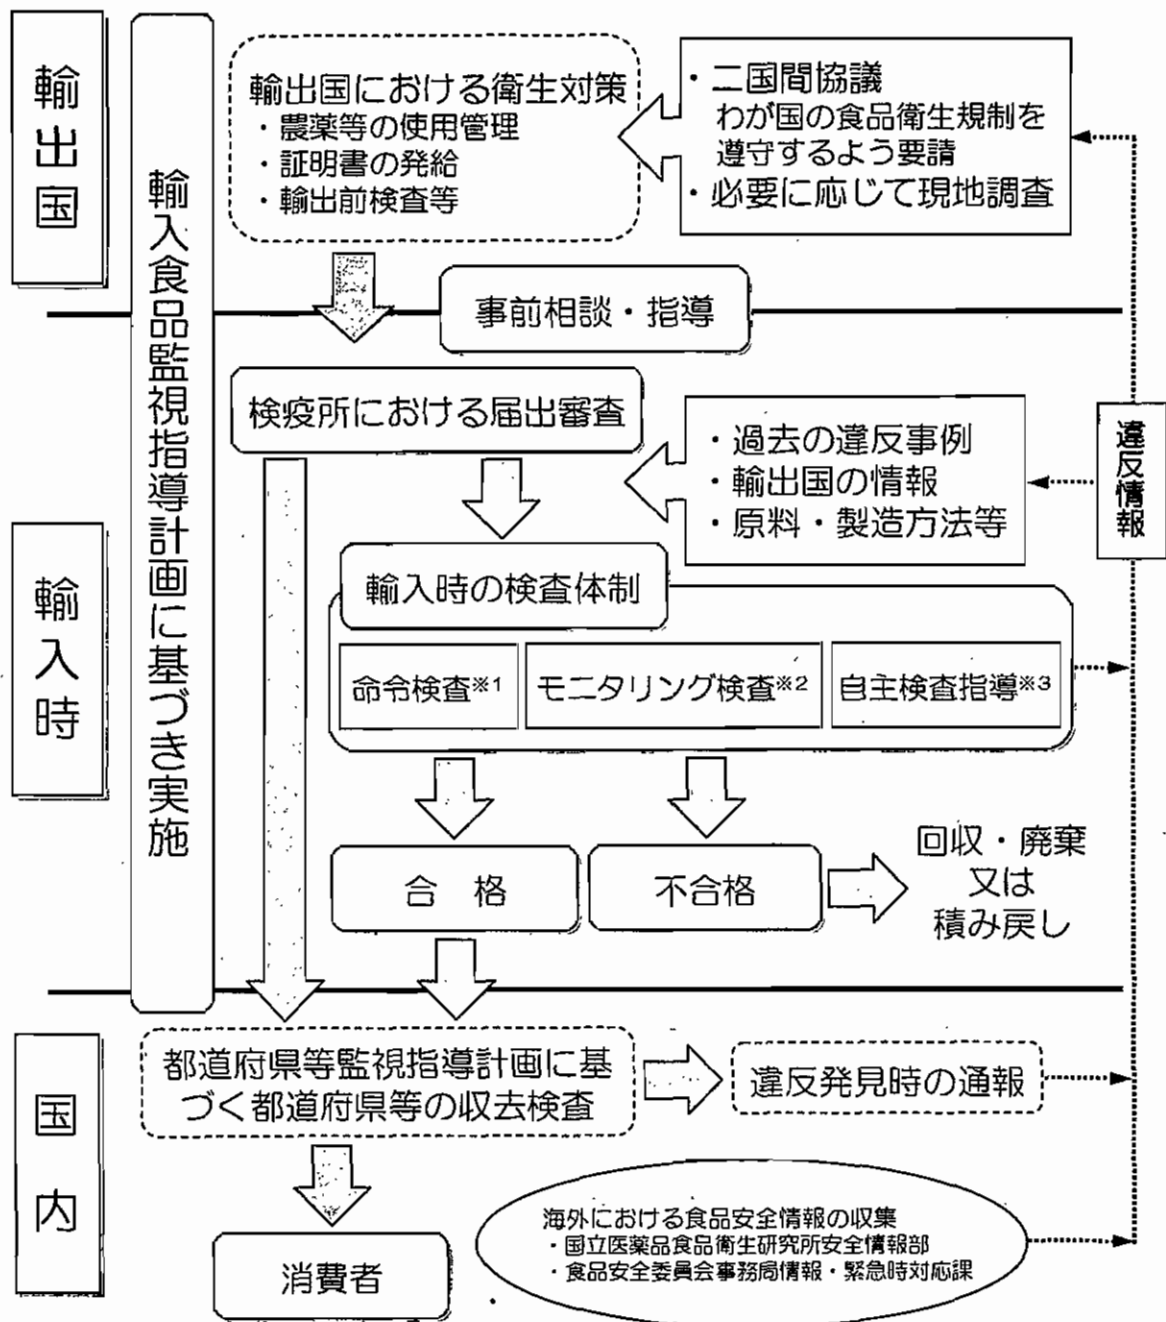 輸出国
輸入食品監視指導計画に基づき実施
輸出国における衛生対策
・農薬等の使用管理
・証明書の発給
・輸出前検査等
・二国間協議
わが国の食品衛生規制を
遵守するよう要請
・必要に応じて現地調査
事前相談・指導
輸入時
検疫所における届出審査
・過去の違反事例
・輸出国の情報
・原料・製造方法等
違反情報
輸入時の検査体制
命令検査※1
モニタリング検査※2
自主検査指導※3
合 格
不合格
回収・廃棄
又は
積み戻し
国内
都道府県等監視指導計画に基
づく都道府県等の収去検査
違反発見時の通報
消費者
海外における食品安全情報の収集
・国立医薬品食品衛生研究所安全情報部
・食品安全委員会事務局情報・緊急時対応課